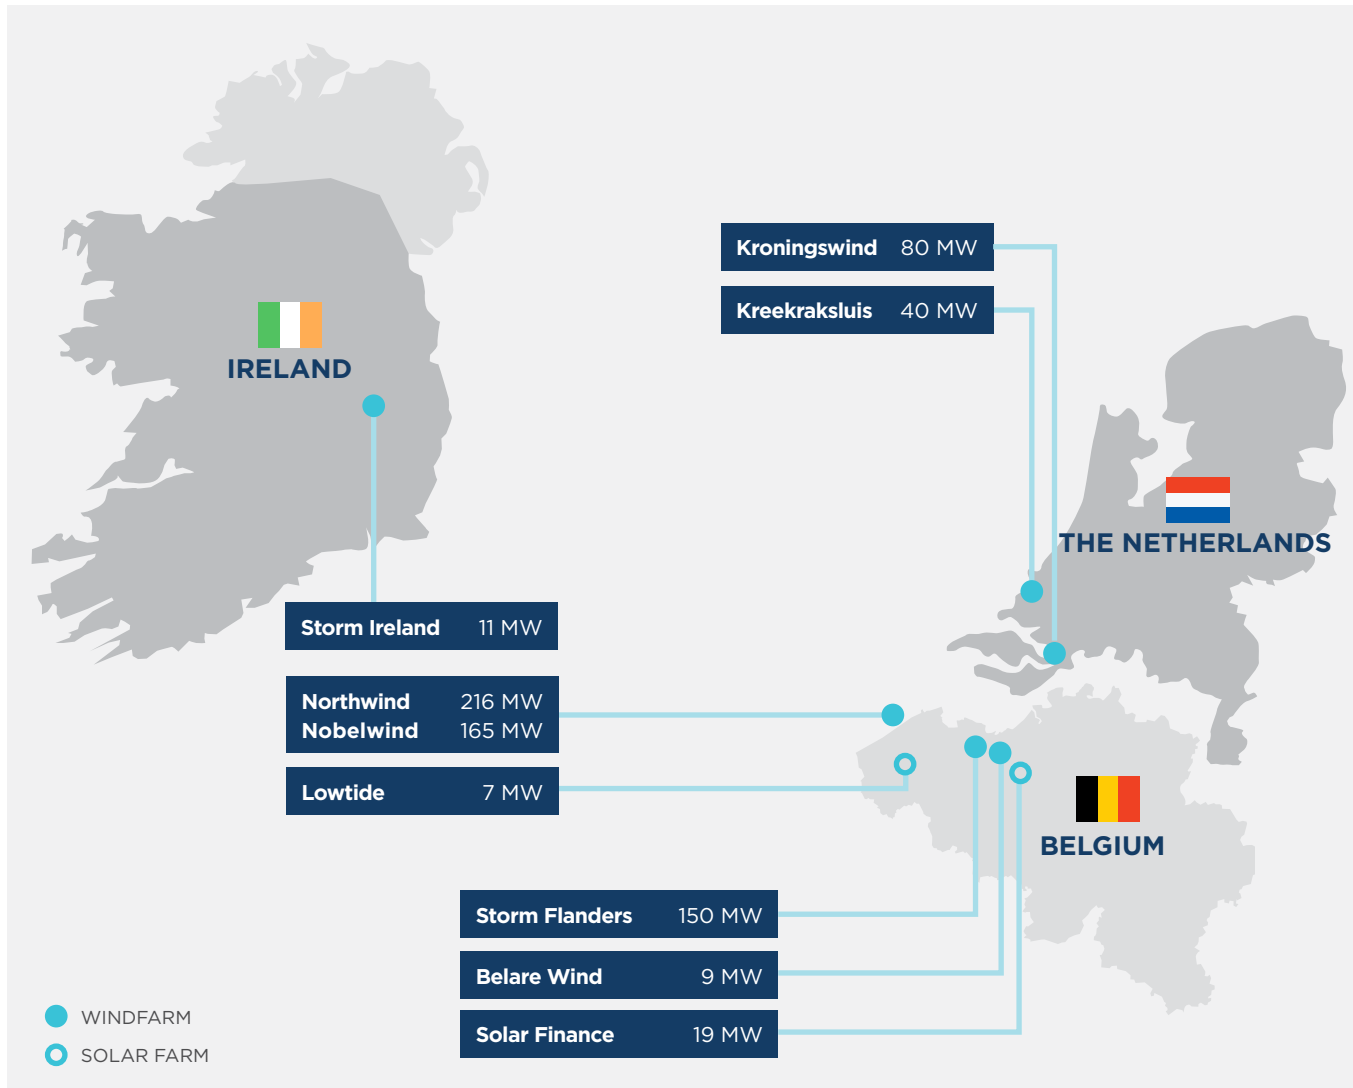 Kroningswind 80 MW
Kreekraksluis 40 MW
IRELAND
THE NETHERLANDS
Storm Ireland 11 MW
Northwind 216 MW
Nobelwind 165 MW
Lowtide 7 MW
BELGIUM
Storm Flanders 150 MW
Belare Wind 9 MW
Solar Finance 19 MW
WINDFARM
SOLAR FARM